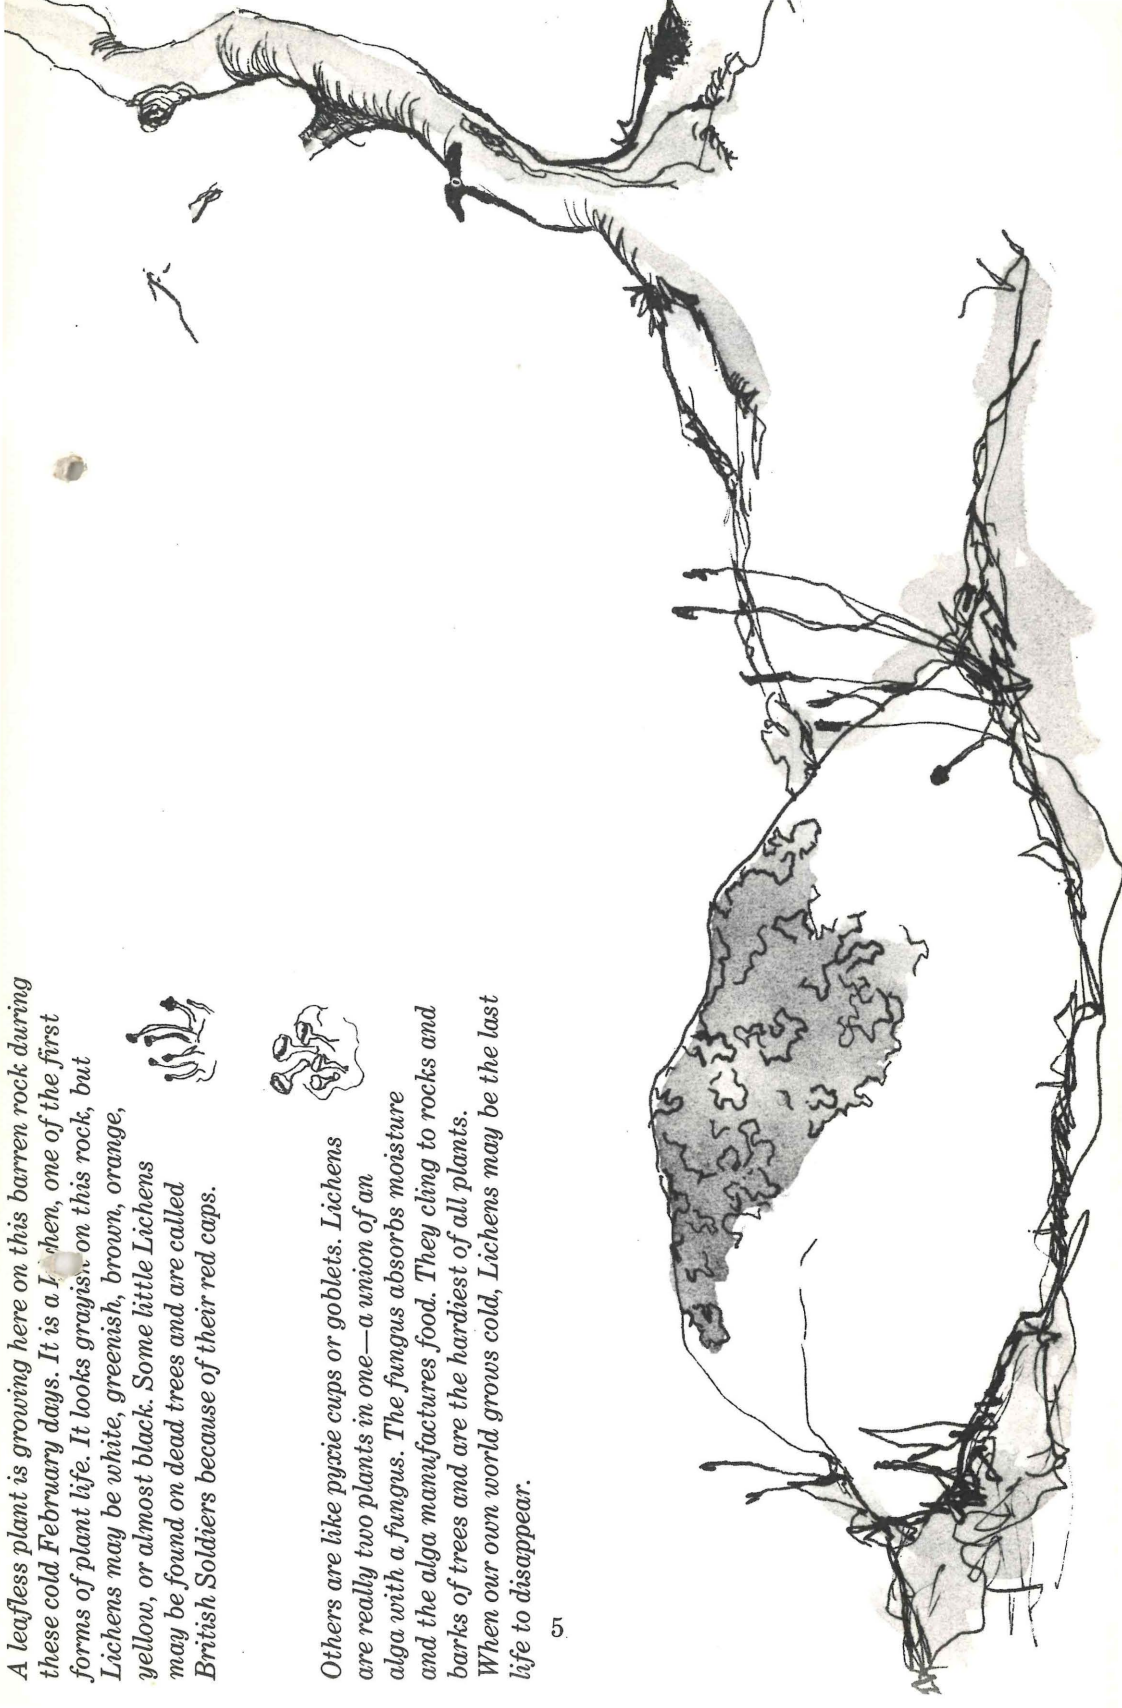 A leafless plant is growing here on this barren rock during
these cold February days. It is a Lichen, one of the first
forms of plant life. It looks grayish on this rock, but
Lichens may be white, greenish, brown, orange,
yellow, or almost black. Some little Lichens
may be found on dead trees and are called
British Soldiers because of their red caps.
Others are like pyxie cups or goblets. Lichens
are really two plants in one—a union of an
alga with a fungus. The fungus absorbs moisture
and the alga manufactures food. They cling to rocks and
barks of trees and are the hardiest of all plants.
When our own world grows cold, Lichens may be the last
life to disappear.
5